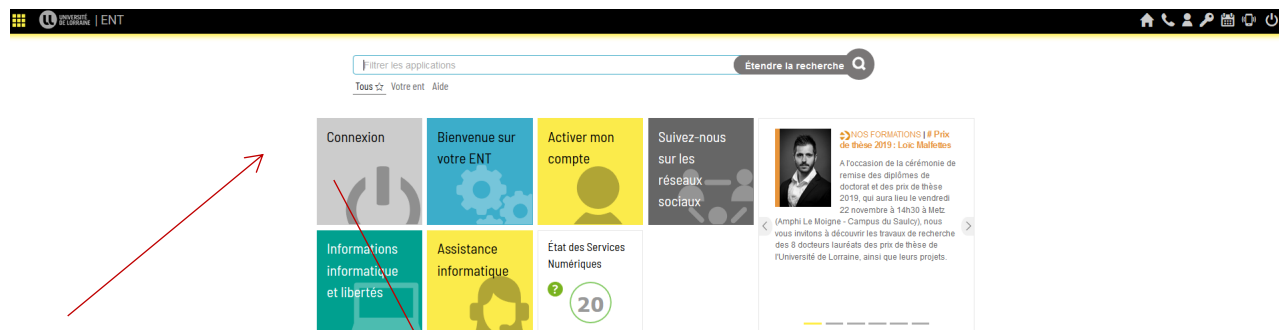 UNIVERSITÉ
DE LORRAINE | ENT
Filtrer les applications
Étendre la recherche
Tous Votre ent Aide
Connexion
Bienvenue sur
votre ENT
Activer mon
compte
Suivez-nous
sur les
réseaux
sociaux
NOS FORMATIONS | # Prix
de thèse 2019 : Loïc Malfettes
A l'occasion de la cérémonie de
remise des diplômes de
doctorat et des prix de thèse
2019, qui aura lieu le vendredi
22 novembre à 14h30 à Metz
(Amphi Le Moigne - Campus du Saulcy), nous
vous invitons à découvrir les travaux de recherche
des 8 docteurs lauréats des prix de thèse de
l'Université de Lorraine, ainsi que leurs projets.
Informations
informatique
et libertés
Assistance
informatique
État des Services
Numériques
?
20